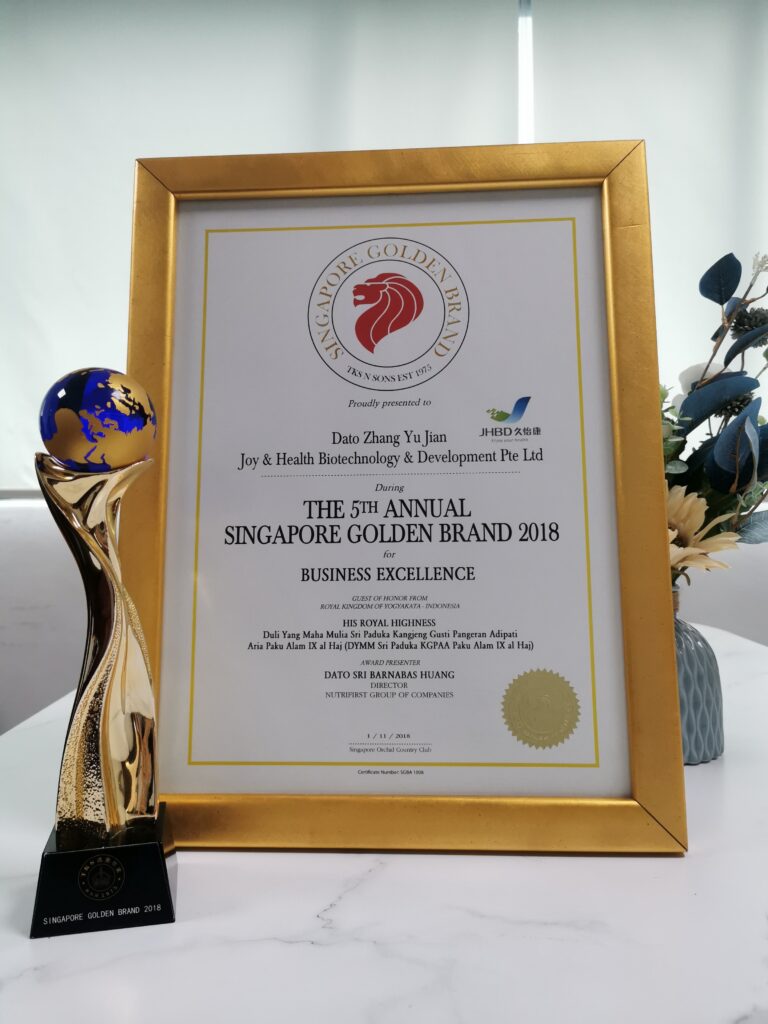 SINGAPORE GOLDEN BRAND
TKS N SONS EST 1975
Proudly presented to
JHBD 久怡康
Enjoy your health
Dato Zhang Yu Jian
Joy & Health Biotechnology & Development Pte Ltd
During
THE 5TH ANNUAL
SINGAPORE GOLDEN BRAND 2018
for
BUSINESS EXCELLENCE
GUEST OF HONOR FROM
ROYAL KINGDOM OF YOGYAKATA - INDONESIA
HIS ROYAL HIGHNESS
Duli Yang Maha Mulia Sri Paduka Kangjeng Gusti Pangeran Adipati
Aria Paku Alam IX al Haj (DYMM Sri Paduka KGPAA Paku Alam IX al Haj)
AWARD PRESENTER
DATO SRI BARNABAS HUANG
DIRECTOR
NUTRIFIRST GROUP OF COMPANIES
1 / 11 / 2018
Singapore Orchid Country Club
Certificate Number: SGBA 1008
SINGAPORE GOLDEN BRAND 2018